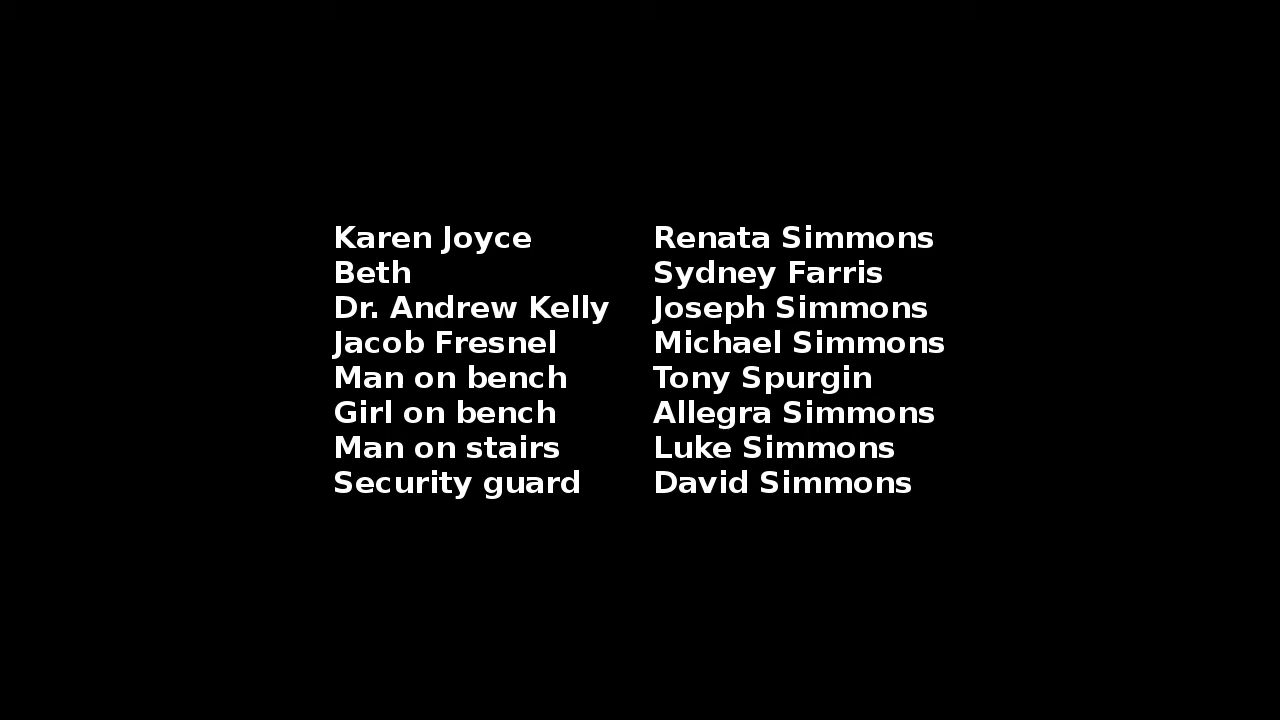 Karen Joyce Renata Simmons
Beth Sydney Farris
Dr. Andrew Kelly Joseph Simmons
Jacob Fresnel Michael Simmons
Man on bench Tony Spurgin
Girl on bench Allegra Simmons
Man on stairs Luke Simmons
Security guard David Simmons